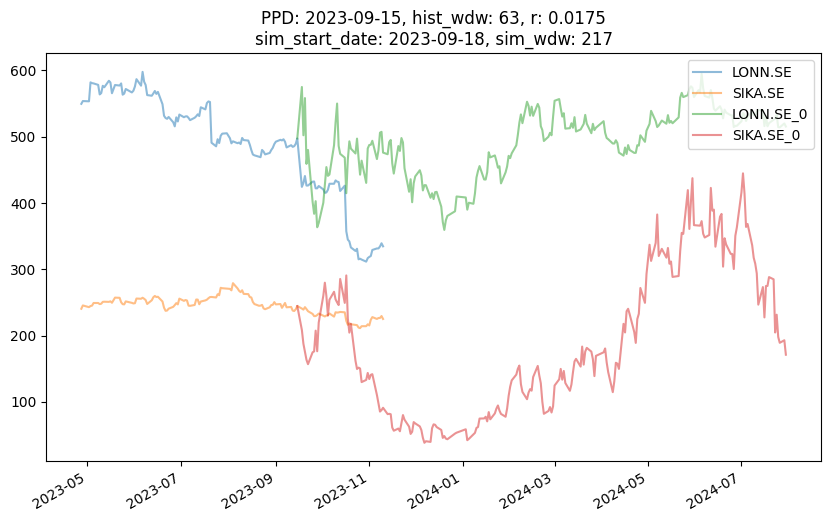 PPD: 2023-09-15, hist_wdw: 63, r: 0.0175
sim_start_date: 2023-09-18, sim_wdw: 217
LONN.SE
SIKA.SE
LONN.SE_0
SIKA.SE_0
600
500
400
300
200
100
2023-05
2023-07
2023-09
2023-11
2024-01
2024-03
2024-05
2024-07